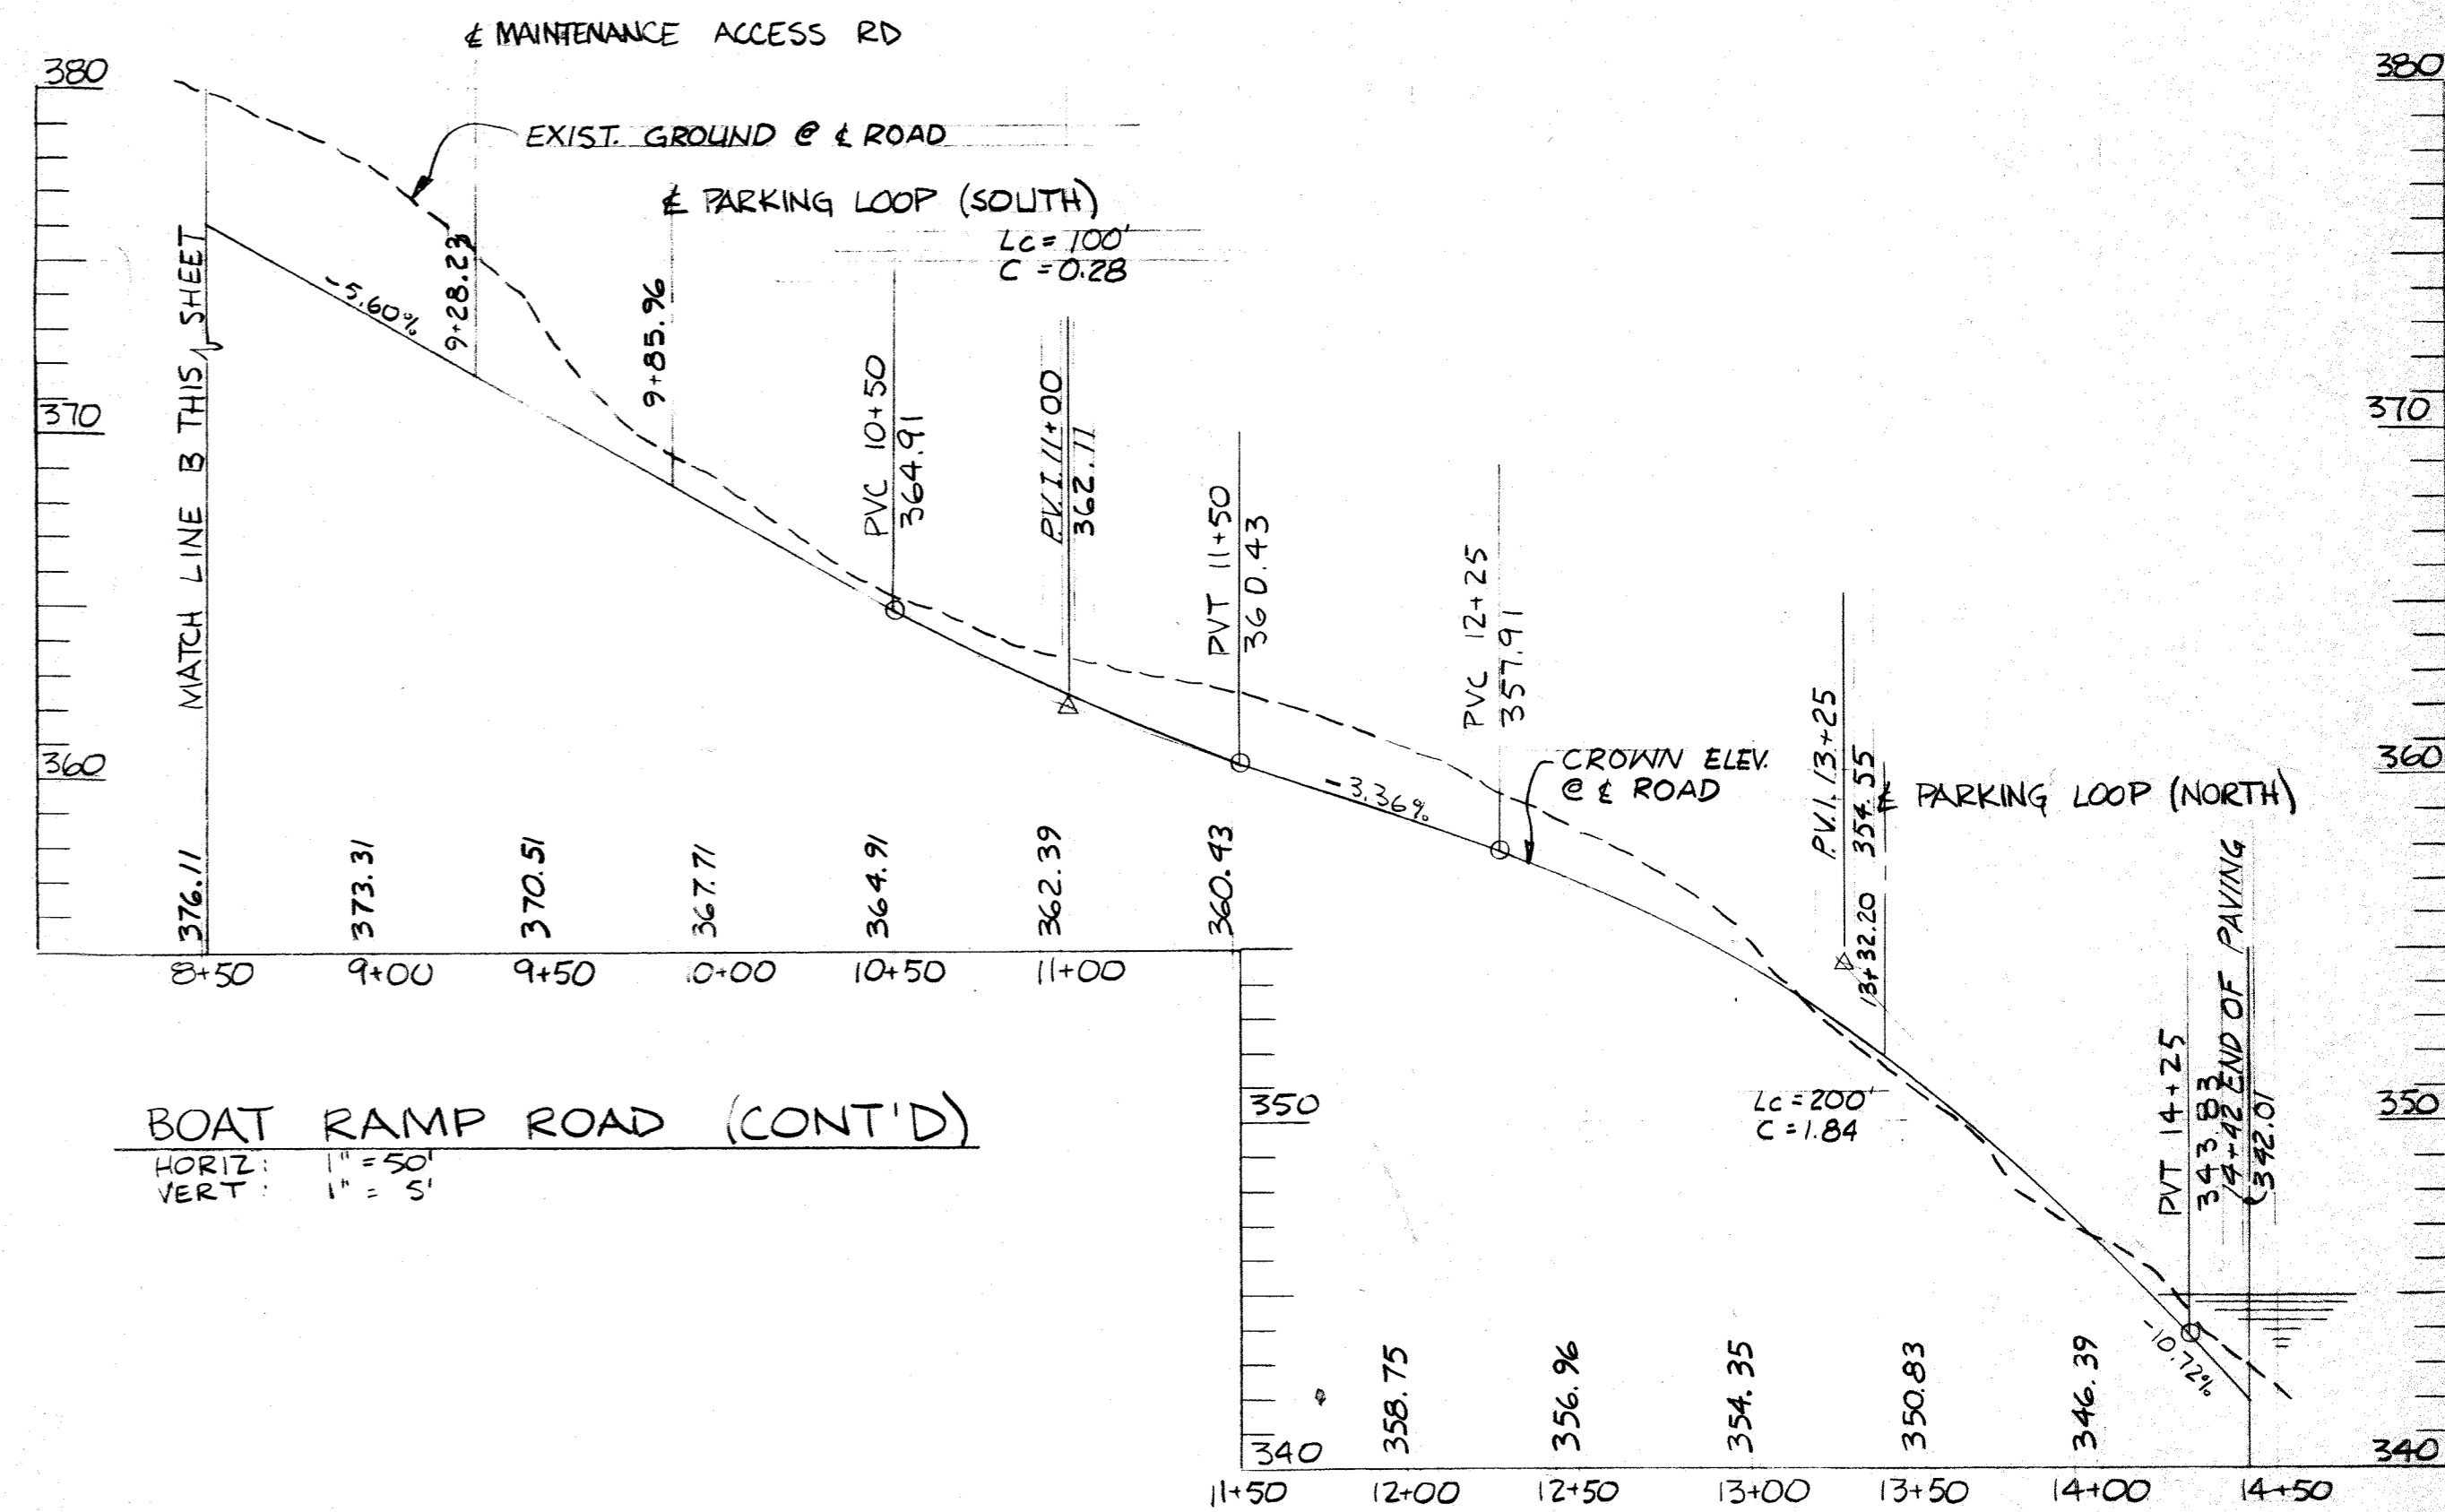 ℄ MAINTENANCE ACCESS RD
380
380
EXIST. GROUND @ ℄ ROAD
℄ PARKING LOOP (SOUTH)
Lc = 100'
C = 0.28
MATCH LINE B THIS SHEET
-5.60%
9+28.23
9+85.96
PVC 10+50
364.91
P.V.I. 11+00
362.11
PVT 11+50
360.43
PVC 12+25
357.91
370
370
-3.36%
CROWN ELEV.
@ ℄ ROAD
P.V.I. 13+25
354.55
13+32.20
℄ PARKING LOOP (NORTH)
360
360
376.11
373.31
370.51
367.71
364.91
362.39
360.43
8+50
9+00
9+50
10+00
10+50
11+00
Lc = 200'
C = 1.84
PVT 14+25
343.83
14+42 END OF PAVING
(342.01
350
350
BOAT RAMP ROAD (CONT'D)
HORIZ: 1" = 50'
VERT: 1" = 5'
-10.72%
358.75
356.96
354.35
350.83
346.39
340
340
11+50
12+00
12+50
13+00
13+50
14+00
14+50